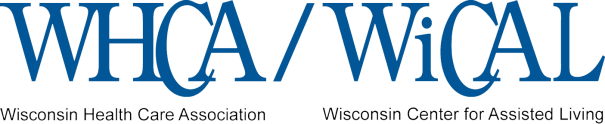 WHCA / WiCAL
Wisconsin Health Care Association Wisconsin Center for Assisted Living